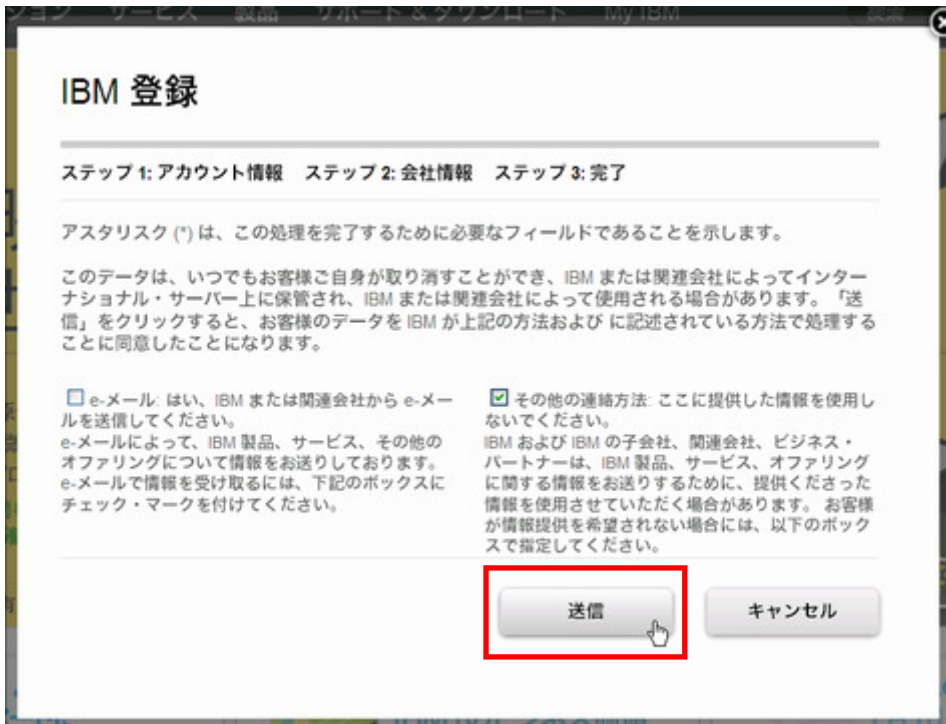 ション サービス 製品 サポート & ダウンロード My IBM 検索
IBM 登録
ステップ 1: アカウント情報 ステップ 2: 会社情報 ステップ 3: 完了
アスタリスク (*) は、この処理を完了するために必要なフィールドであることを示します。
このデータは、いつでもお客様ご自身が取り消すことができ、IBM または関連会社によってインター
ナショナル・サーバー上に保管され、IBM または関連会社によって使用される場合があります。「送
信」をクリックすると、お客様のデータを IBM が上記の方法および に記述されている方法で処理する
ことに同意したことになります。
e-メール: はい、IBM または関連会社から e-メー
ルを送信してください。
e-メールによって、IBM 製品、サービス、その他の
オファリングについて情報をお送りしております。
e-メールで情報を受け取るには、下記のボックスに
チェック・マークを付けてください。
その他の連絡方法: ここに提供した情報を使用し
ないでください。
IBM および IBM の子会社、関連会社、ビジネス・
パートナーは、IBM 製品、サービス、オファリング
に関する情報をお送りするために、提供くださった
情報を使用させていただく場合があります。 お客様
が情報提供を希望されない場合には、以下のボック
スで指定してください。
送信 キャンセル